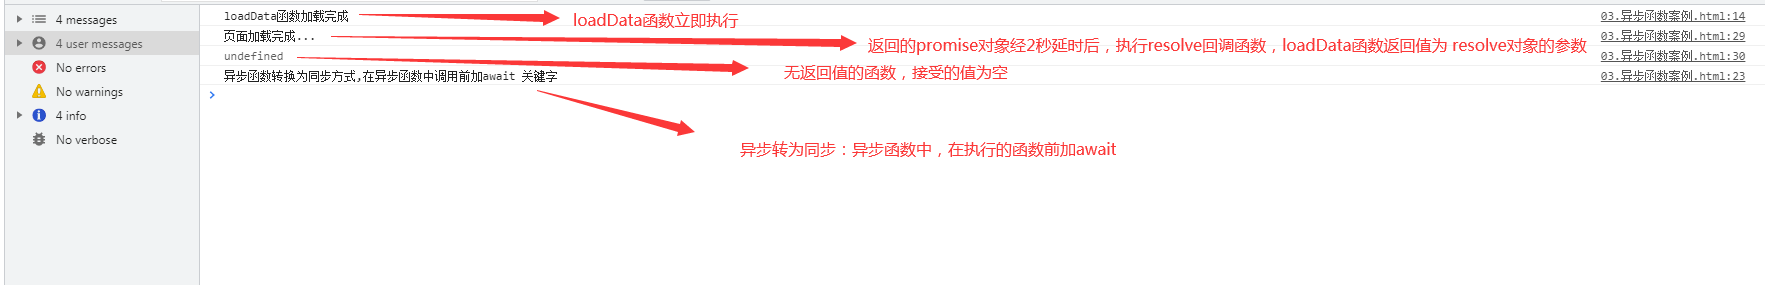 4 messages
4 user messages
No errors
No warnings
4 info
No verbose
loadData函数加载完成
loadData函数立即执行
03.异步函数案例.html:14
页面加载完成...
返回的promise对象经2秒延时后，执行resolve回调函数，loadData函数返回值为 resolve对象的参数
03.异步函数案例.html:29
undefined
无返回值的函数，接受的值为空
03.异步函数案例.html:30
异步函数转换为同步方式,在异步函数中调用前加await 关键字
03.异步函数案例.html:23
异步转为同步：异步函数中，在执行的函数前加await